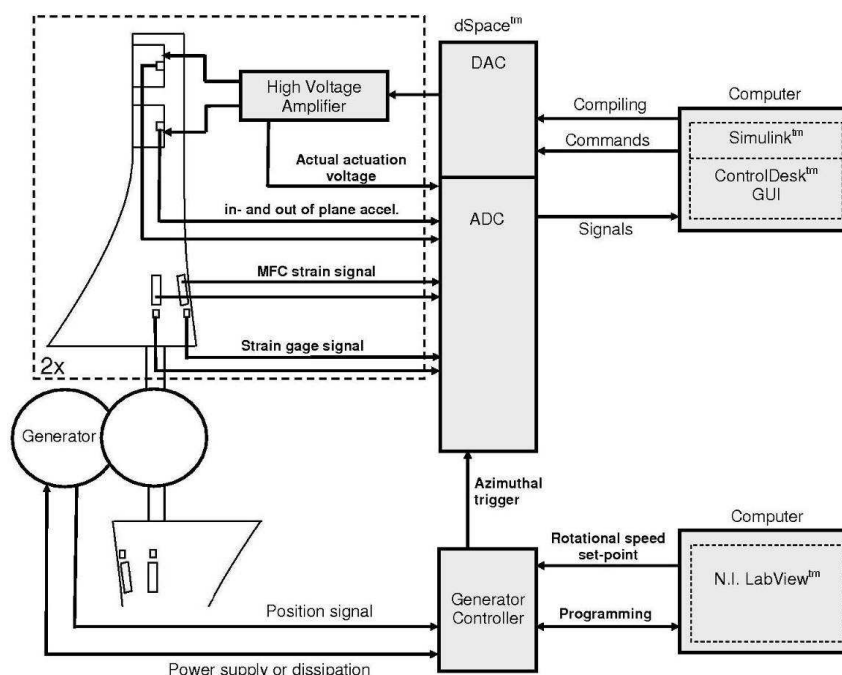 dSpace™
DAC
High Voltage
Amplifier
Compiling
Commands
Computer
Simulink™
ControlDesk™
GUI
Actual actuation
voltage
in- and out of plane accel.
ADC
Signals
MFC strain signal
Strain gage signal
2x
Generator
Azimuthal
trigger
Rotational speed
set-point
Computer
N.I. LabView™
Generator
Controller
Programming
Position signal
Power supply or dissipation